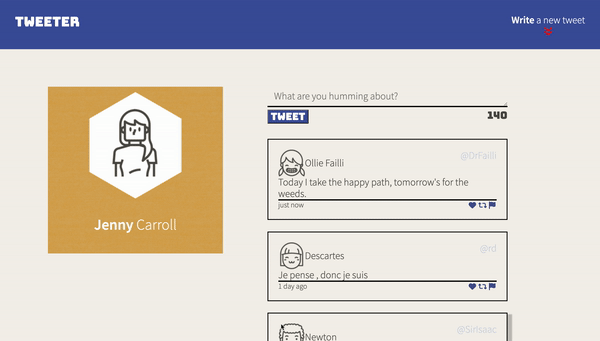 TWEETER
Write a new tweet
Jenny Carroll
What are you humming about?
TWEET
140
Ollie Failli
@DrFailli
Today I take the happy path, tomorrow's for the
weeds.
just now
Descartes
@rd
Je pense , donc je suis
1 day ago
Newton
@SirIsaac